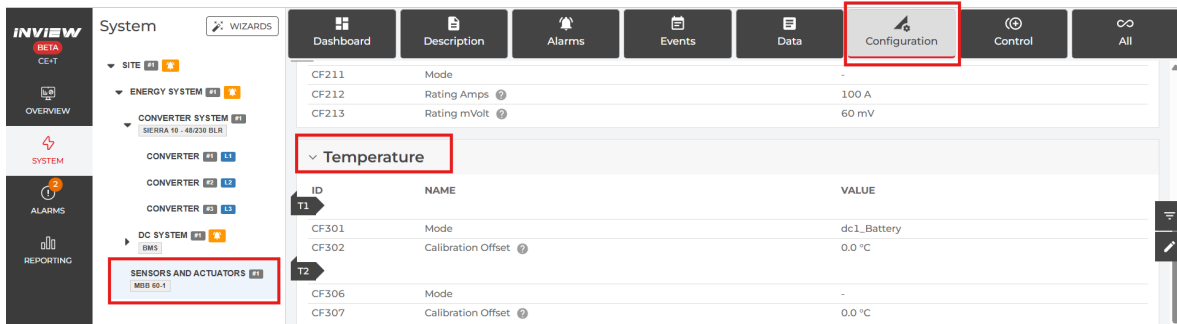 iNViEW
BETA
CE+T
OVERVIEW
SYSTEM
2
ALARMS
REPORTING
System
WIZARDS
SITE #1
ENERGY SYSTEM #1
CONVERTER SYSTEM #1
SIERRA 10 - 48/230 BLR
CONVERTER #1 L1
CONVERTER #2 L2
CONVERTER #3 L3
DC SYSTEM #1
BMS
SENSORS AND ACTUATORS #1
MBB 60-1
Dashboard Description Alarms Events Data Configuration Control All
CF211 Mode -
CF212 Rating Amps ? 100 A
CF213 Rating mVolt ? 60 mV
Temperature
ID NAME VALUE
T1
CF301 Mode dc1_Battery
CF302 Calibration Offset ? 0.0 °C
T2
CF306 Mode -
CF307 Calibration Offset ? 0.0 °C